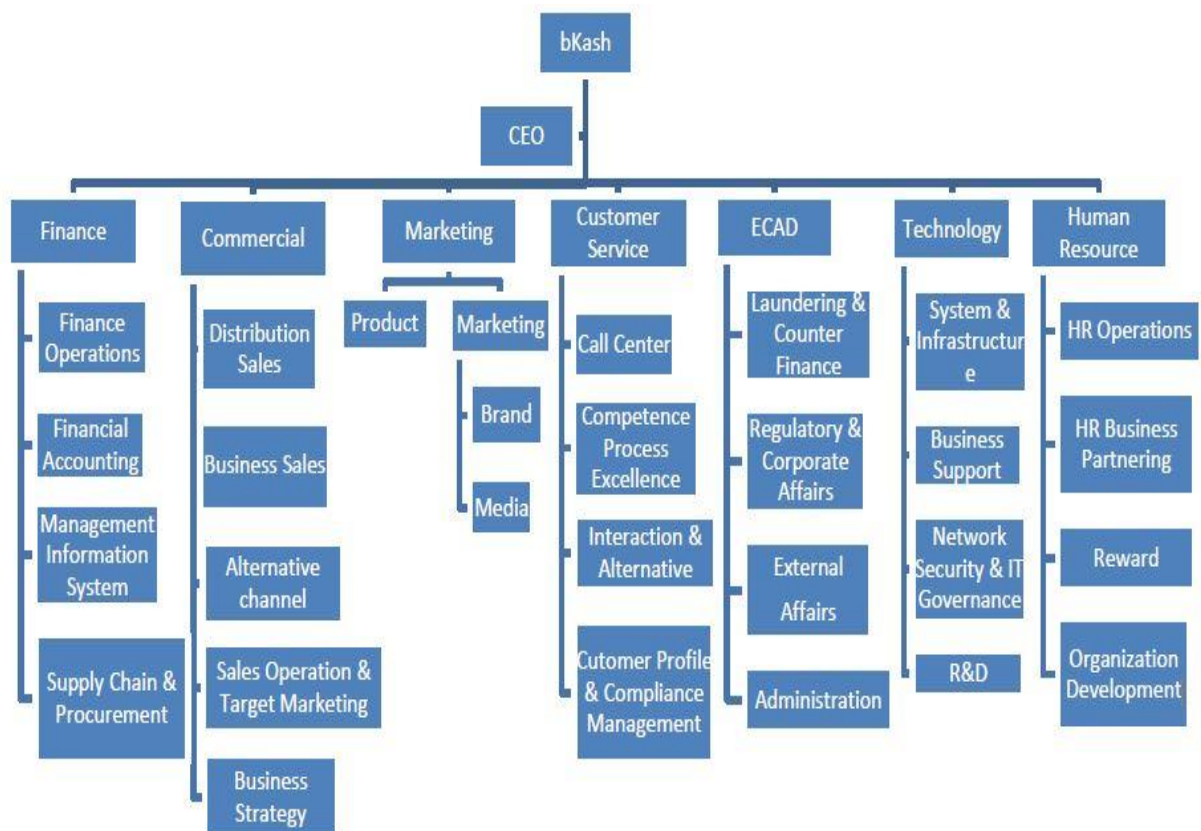 bKash
CEO
Finance
Commercial
Marketing
Customer
Service
ECAD
Technology
Human
Resource
Finance
Operations
Financial
Accounting
Management
Information
System
Supply Chain &
Procurement
Distribution
Sales
Business Sales
Alternative
channel
Sales Operation &
Target Marketing
Business
Strategy
Product
Marketing
Brand
Media
Call Center
Competence
Process
Excellence
Interaction &
Alternative
Cutomer Profile
& Compliance
Management
Laundering &
Counter
Finance
Regulatory &
Corporate
Affairs
External
Affairs
Administration
System &
Infrastructur
e
Business
Support
Network
Security & IT
Governance
R&D
HR Operations
HR Business
Partnering
Reward
Organization
Development